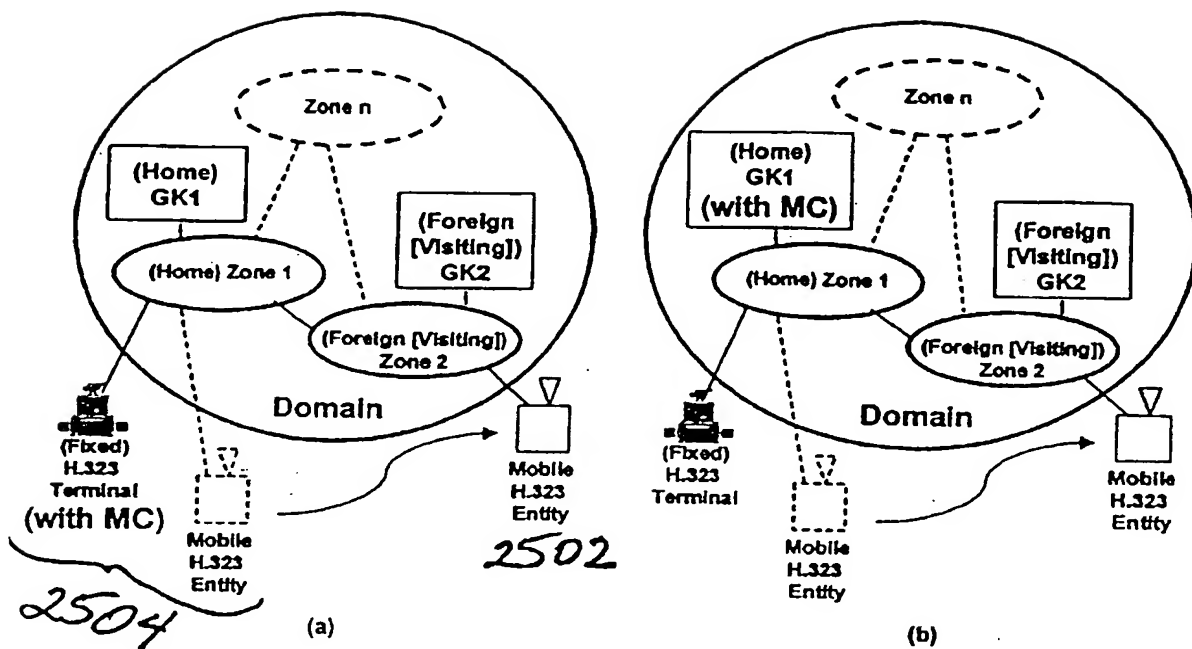 Zone n
(Home)
GK1
(Foreign
[Visiting])
GK2
(Home) Zone 1
(Foreign [Visiting])
Zone 2
Domain
(Fixed)
H.323
Terminal
(with MC)
Mobile
H.323
Entity
Mobile
H.323
Entity
2502
2504
(a)
Zone n
(Home)
GK1
(with MC)
(Foreign
[Visiting])
GK2
(Home) Zone 1
(Foreign [Visiting])
Zone 2
Domain
(Fixed)
H.323
Terminal
Mobile
H.323
Entity
Mobile
H.323
Entity
(b)